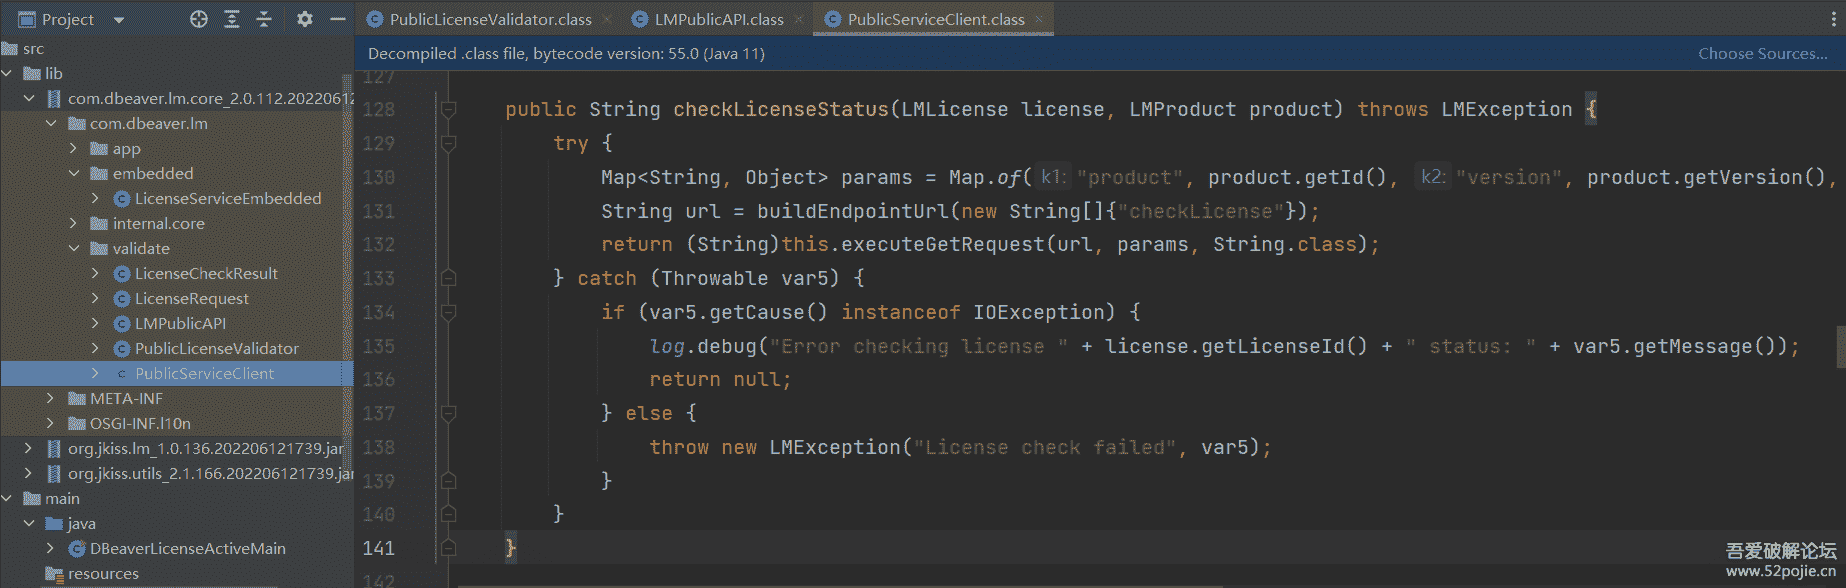 Project
PublicLicenseValidator.class
LMPublicAPI.class
PublicServiceClient.class
Decompiled .class file, bytecode version: 55.0 (Java 11)
Choose Sources...
src
lib
com.dbeaver.lm.core_2.0.112.20220612
com.dbeaver.lm
app
embedded
LicenseServiceEmbedded
internal.core
validate
LicenseCheckResult
LicenseRequest
LMPublicAPI
PublicLicenseValidator
PublicServiceClient
META-INF
OSGI-INF.l10n
org.jkiss.lm_1.0.136.202206121739.jar
org.jkiss.utils_2.1.166.202206121739.jar
main
java
DBeaverLicenseActiveMain
resources
127
128 public String checkLicenseStatus(LMLicense license, LMProduct product) throws LMException {
129 try {
130 Map<String, Object> params = Map.of( k1: "product", product.getId(), k2: "version", product.getVersion(),
131 String url = buildEndpointUrl(new String[]{"checkLicense"});
132 return (String)this.executeGetRequest(url, params, String.class);
133 } catch (Throwable var5) {
134 if (var5.getCause() instanceof IOException) {
135 log.debug("Error checking license " + license.getLicenseId() + " status: " + var5.getMessage());
136 return null;
137 } else {
138 throw new LMException("License check failed", var5);
139 }
140 }
141 }
142
吾爱破解论坛
www.52pojie.cn